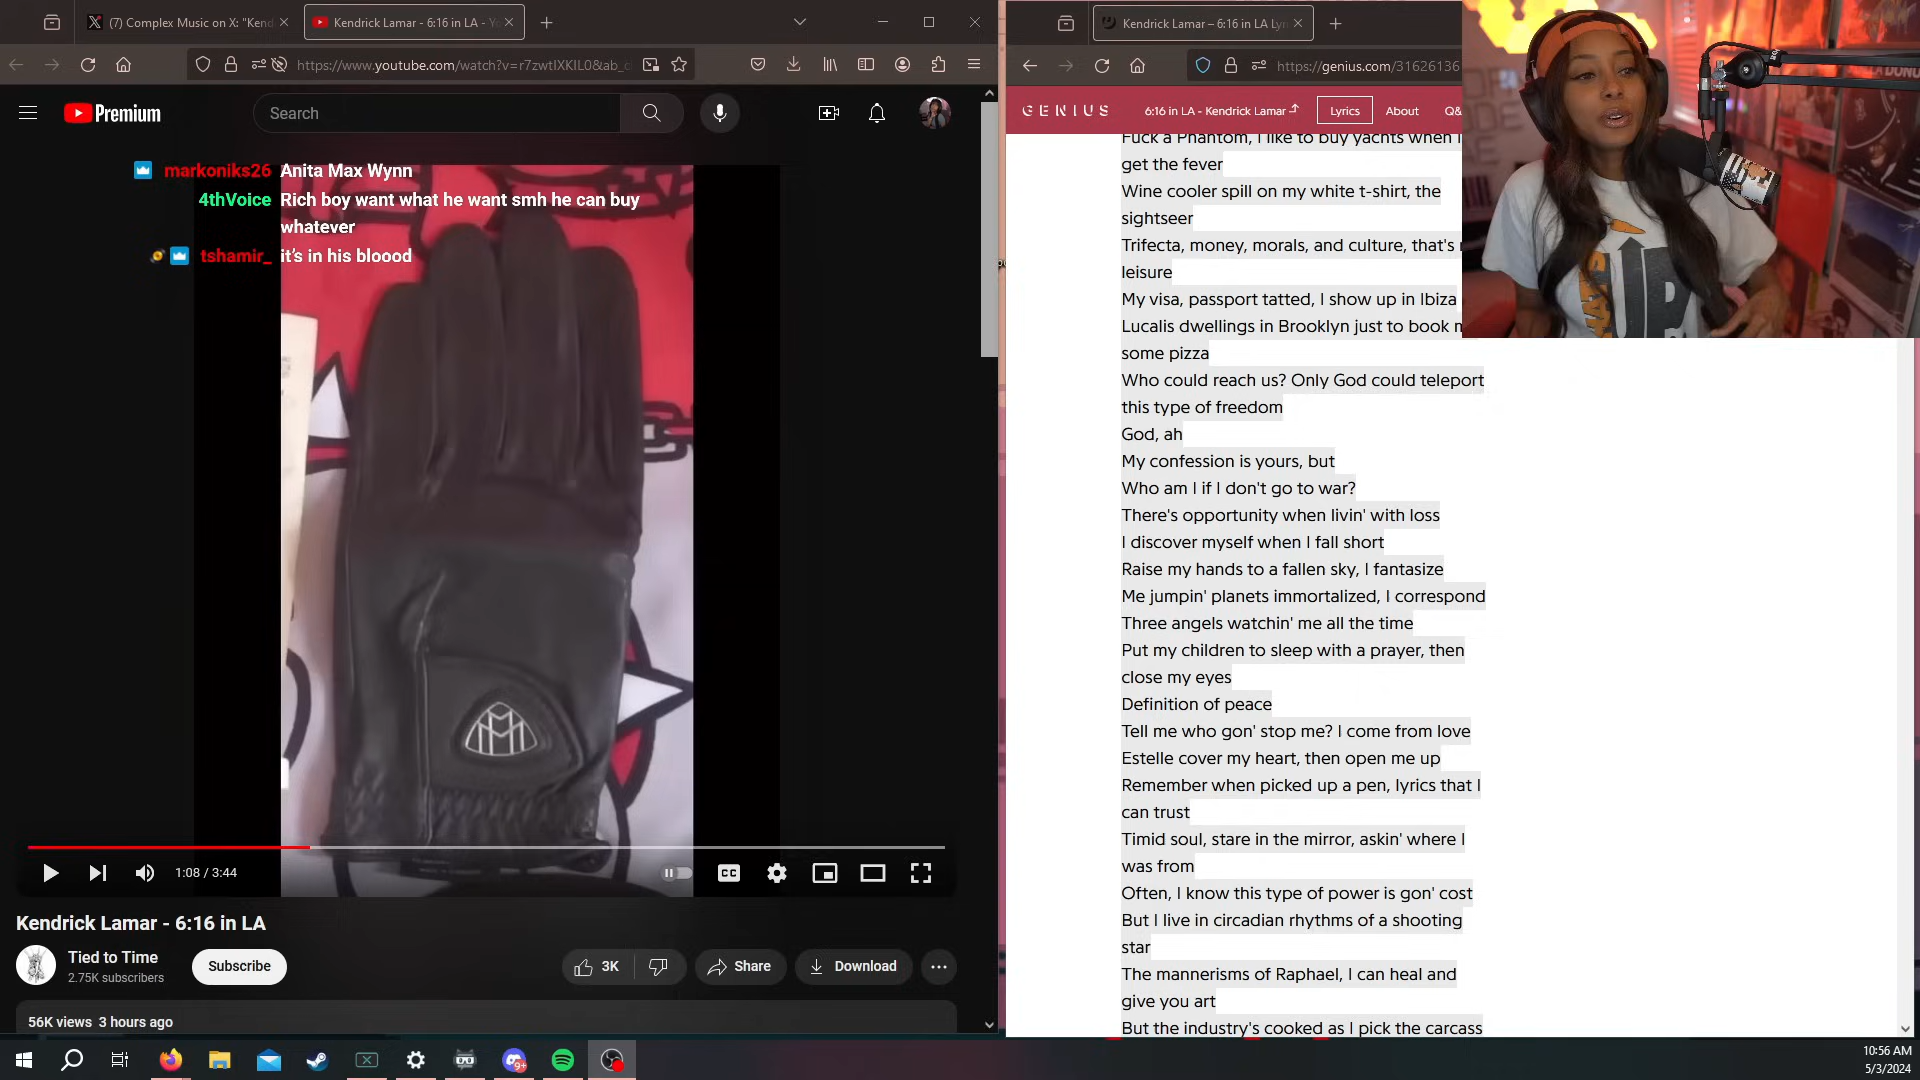 (7) Complex Music on X: "Kend
Kendrick Lamar - 6:16 in LA - Yo
https://www.youtube.com/watch?v=r7zwtIXKIL0&ab_c
Premium
Search
markoniks26 Anita Max Wynn
4thVoice Rich boy want what he want smh he can buy
whatever
tshamir_ it's in his bloood
1:08 / 3:44
CC
Kendrick Lamar - 6:16 in LA
Tied to Time
2.75K subscribers
Subscribe
3K
Share
Download
56K views 3 hours ago
Kendrick Lamar – 6:16 in LA Lyri
https://genius.com/31626136
GENIUS
6:16 in LA - Kendrick Lamar
Lyrics
About
Q&
Fuck a Phantom, I like to buy yachts when I
get the fever
Wine cooler spill on my white t-shirt, the
sightseer
Trifecta, money, morals, and culture, that's
leisure
My visa, passport tatted, I show up in Ibiza
Lucalis dwellings in Brooklyn just to book
some pizza
Who could reach us? Only God could teleport
this type of freedom
God, ah
My confession is yours, but
Who am I if I don't go to war?
There's opportunity when livin' with loss
I discover myself when I fall short
Raise my hands to a fallen sky, I fantasize
Me jumpin' planets immortalized, I correspond
Three angels watchin' me all the time
Put my children to sleep with a prayer, then
close my eyes
Definition of peace
Tell me who gon' stop me? I come from love
Estelle cover my heart, then open me up
Remember when picked up a pen, lyrics that I
can trust
Timid soul, stare in the mirror, askin' where I
was from
Often, I know this type of power is gon' cost
But I live in circadian rhythms of a shooting
star
The mannerisms of Raphael, I can heal and
give you art
But the industry's cooked as I pick the carcass
10:56 AM
5/3/2024